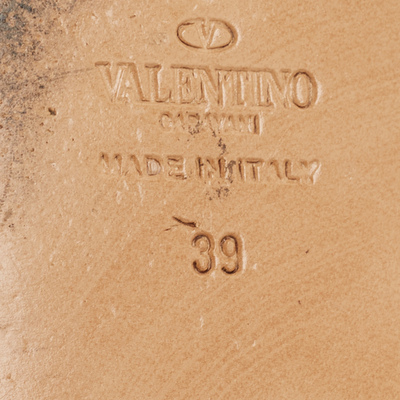 V
VALENTINO
GARAVANI
MADE IN ITALY
39